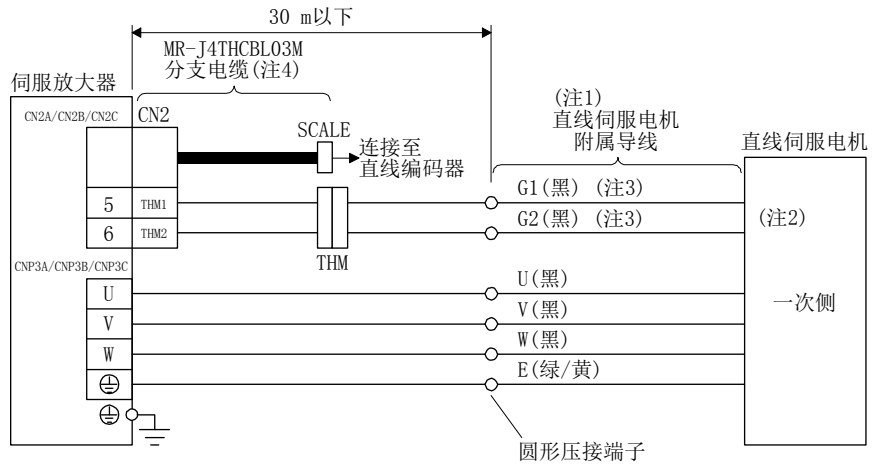 30 m以下
MR-J4THCBL03M
分支电缆(注4)
伺服放大器
CN2A/CN2B/CN2C
CN2
SCALE
连接至
直线编码器
(注1)
直线伺服电机
附属导线
直线伺服电机
5
THM1
G1(黑) (注3)
6
THM2
G2(黑) (注3)
(注2)
THM
CNP3A/CNP3B/CNP3C
U
U(黑)
一次侧
V
V(黑)
W
W(黑)
E(绿/黄)
圆形压接端子